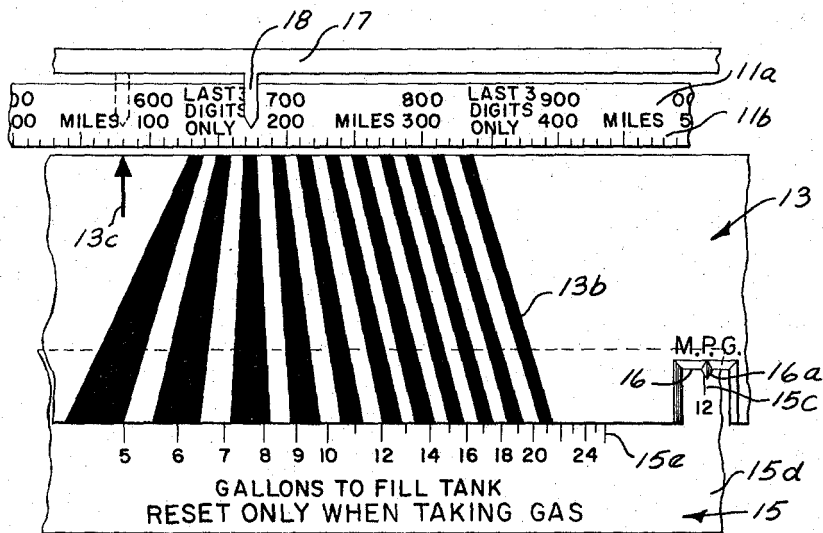 18 17
00 600 LAST 3 700 800 LAST 3 900 00 11a
00 MILES 100 DIGITS ONLY 200 MILES 300 DIGITS ONLY 400 MILES 5 11b
13c
13
13b
M.P.G.
16 16a
15c
12
5 6 7 8 9 10 12 14 16 18 20 24 15e
15d
GALLONS TO FILL TANK
RESET ONLY WHEN TAKING GAS 15